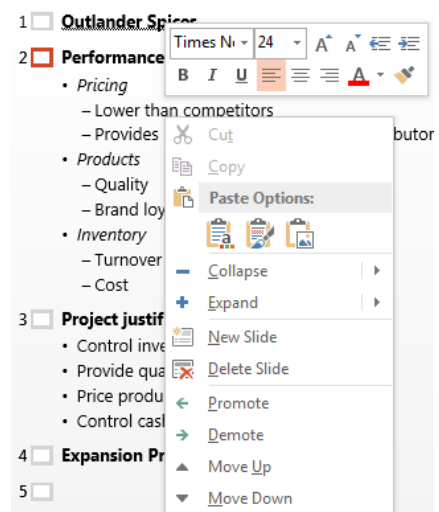 1 Outlander Spices
Times N 24 A A
B I U A
2 Performance
• Pricing
– Lower than competitors
– Provides butor
• Products
– Quality
– Brand loy
• Inventory
– Turnover
– Cost
3 Project justif
• Control inve
• Provide qua
• Price produ
• Control cas
4 Expansion Pr
5
Cut
Copy
Paste Options:
Collapse
Expand
New Slide
Delete Slide
Promote
Demote
Move Up
Move Down